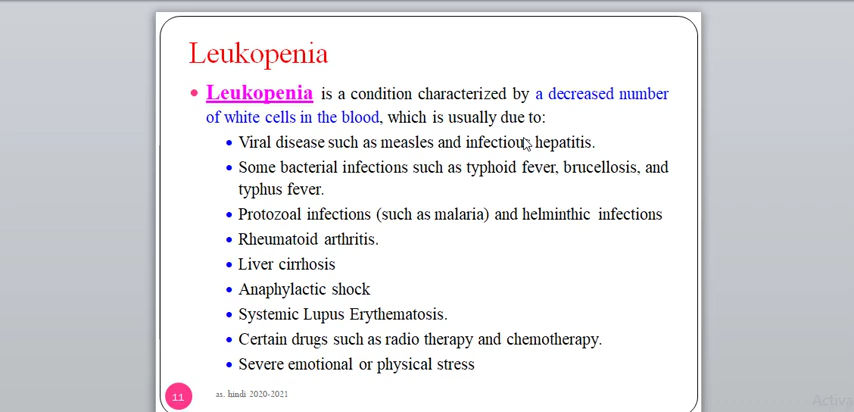 Leukopenia
• Leukopenia is a condition characterized by a decreased number
of white cells in the blood, which is usually due to:
• Viral disease such as measles and infectious hepatitis.
• Some bacterial infections such as typhoid fever, brucellosis, and
typhus fever.
• Protozoal infections (such as malaria) and helminthic infections
• Rheumatoid arthritis.
• Liver cirrhosis
• Anaphylactic shock
• Systemic Lupus Erythematosis.
• Certain drugs such as radio therapy and chemotherapy.
• Severe emotional or physical stress
11
as. hindi 2020-2021